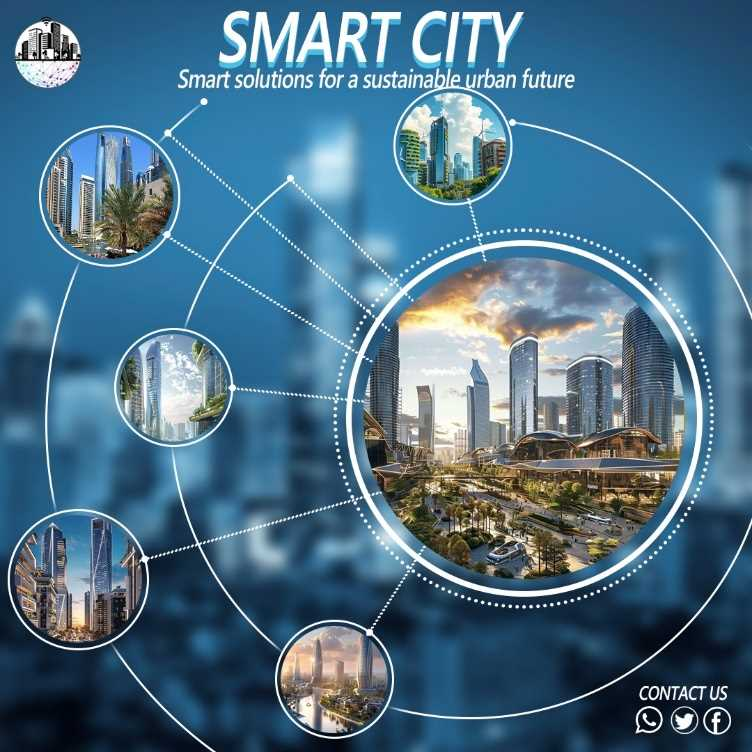 SMART CITY
Smart solutions for a sustainable urban future
CONTACT US